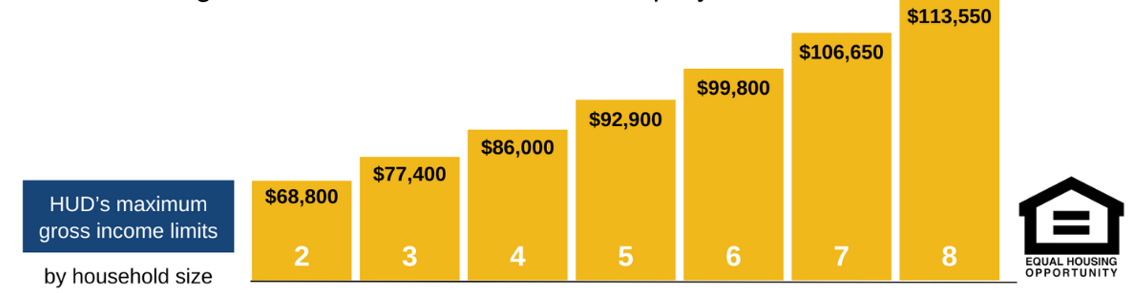 $113,550
$106,650
$99,800
$92,900
$86,000
$77,400
$68,800
HUD's maximum
gross income limits
2 3 4 5 6 7 8
by household size
EQUAL HOUSING
OPPORTUNITY